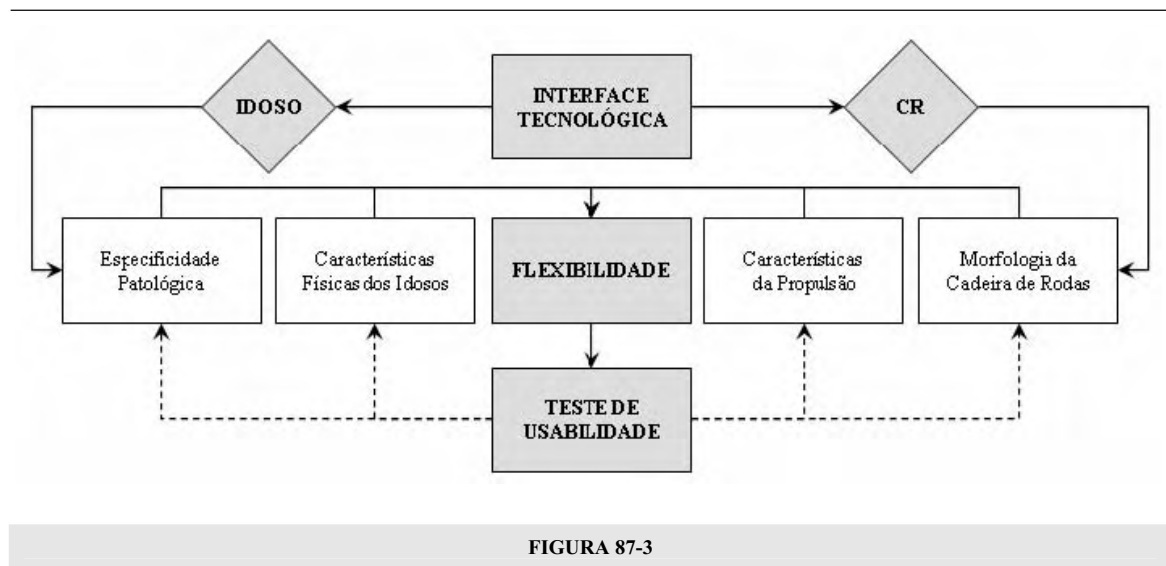 IDOSO
INTERFACE
TECNOLÓGICA
CR
Especificidade
Patológica
Características
Físicas dos Idosos
FLEXIBILIDADE
Características
da Propulsão
Morfologia da
Cadeira de Rodas
TESTE DE
USABILIDADE
FIGURA 87-3